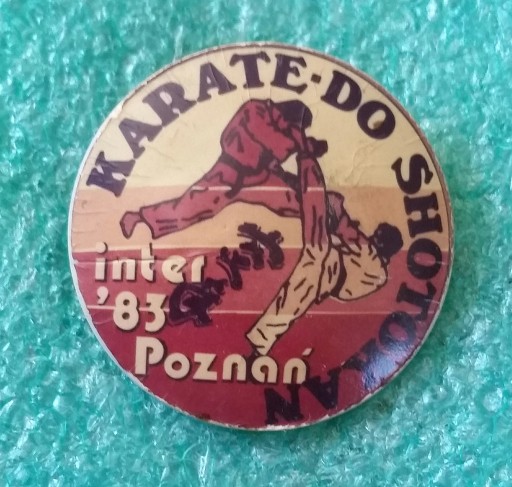 KARATE-DO SHOTOKAN
inter
'83
Poznań